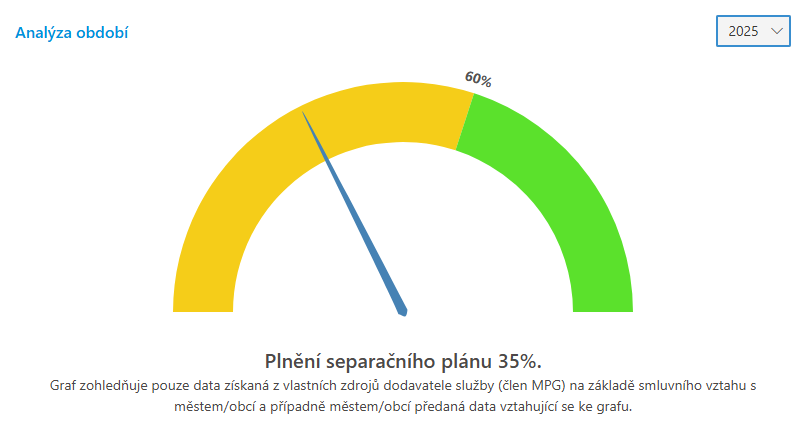 Analýza období
2025
60%
Plnění separačního plánu 35%.
Graf zohledňuje pouze data získaná z vlastních zdrojů dodavatele služby (člen MPG) na základě smluvního vztahu s
městem/obcí a případně městem/obcí předaná data vztahující se ke grafu.